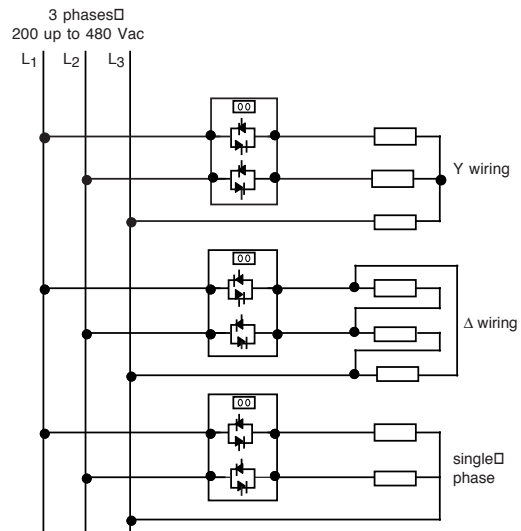 3 phases□
200 up to 480 Vac
L1 L2 L3
00
Y wiring
00
Δ wiring
00
single□
phase